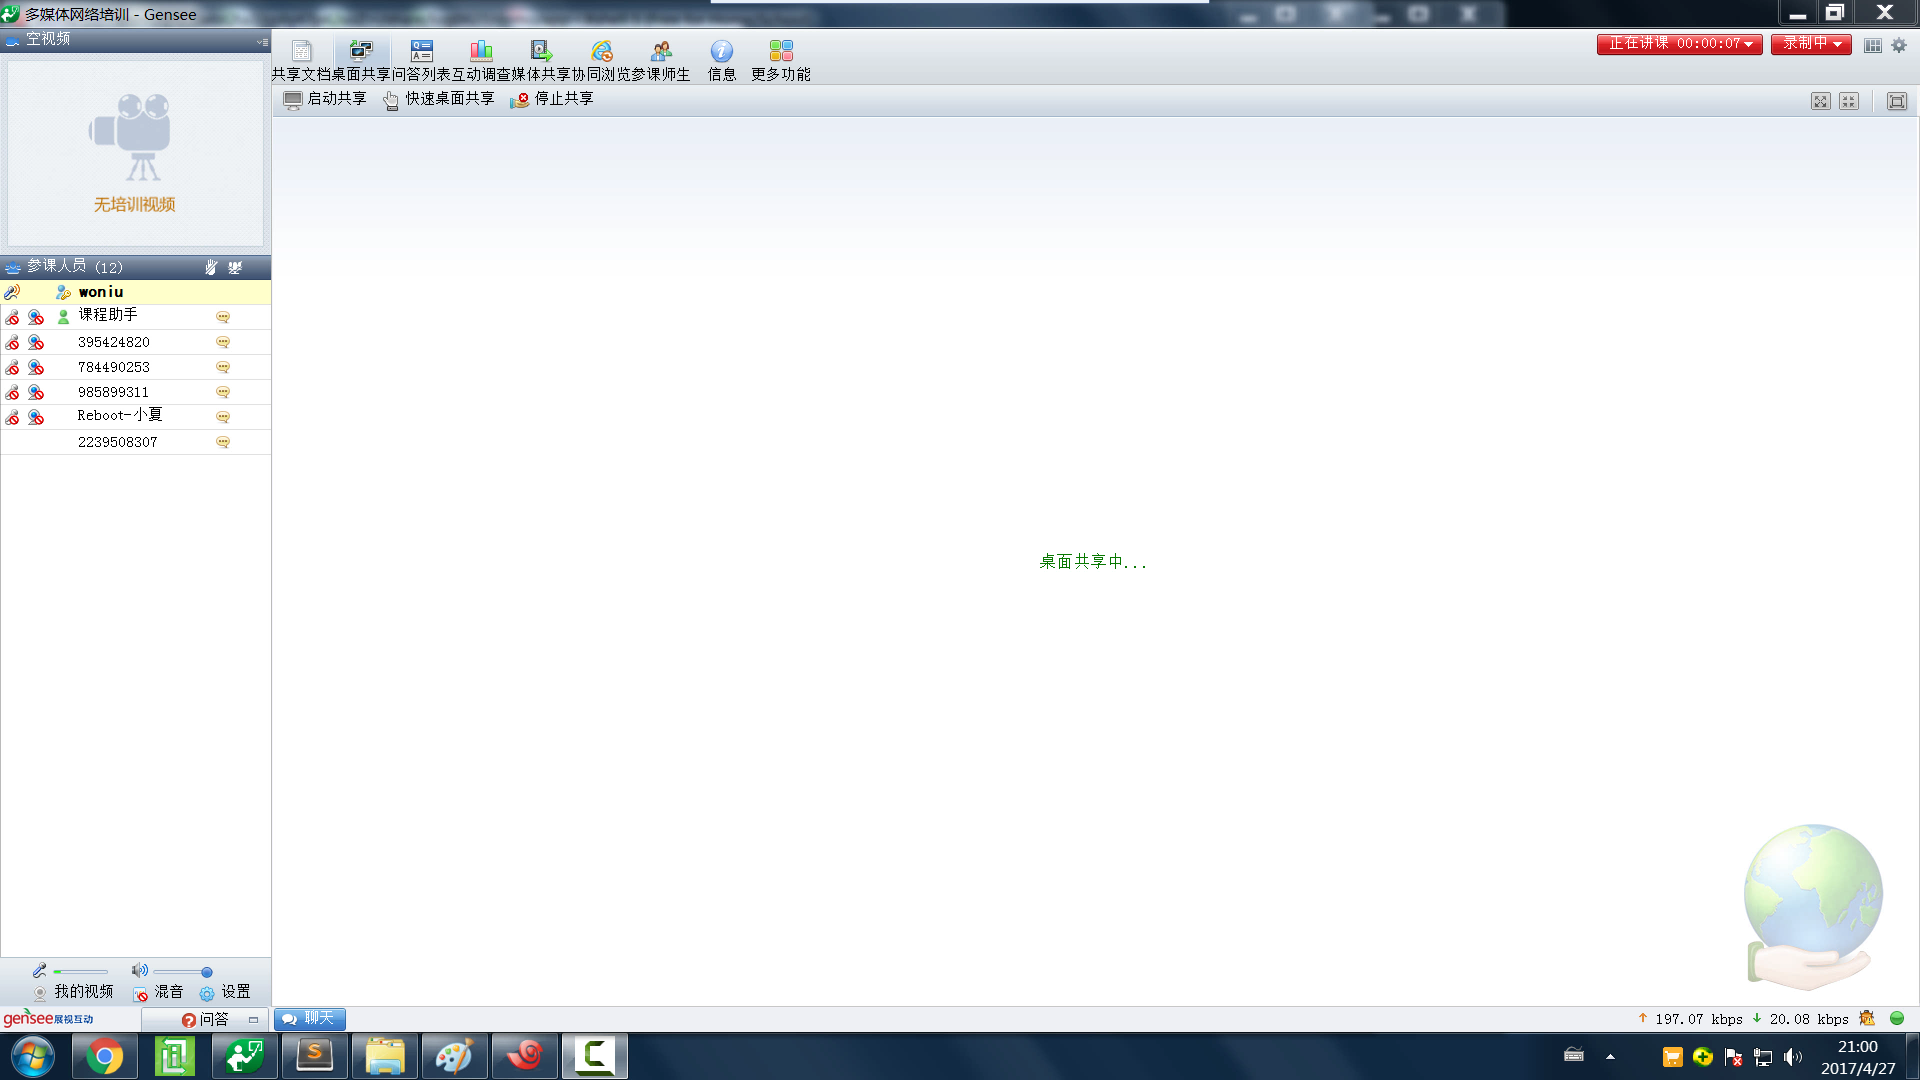 多媒体网络培训 - Gensee
空视频
无培训视频
参课人员 (12)
woniu
课程助手
395424820
784490253
985899311
Reboot-小夏
2239508307
我的视频 混音 设置
gensee展视互动 问答 聊天
共享文档 桌面共享 问答列表 互动调查 媒体共享 协同浏览 参课师生 信息 更多功能
正在讲课 00:00:07 录制中
启动共享 快速桌面共享 停止共享
桌面共享中...
197.07 kbps 20.08 kbps
21:00
2017/4/27